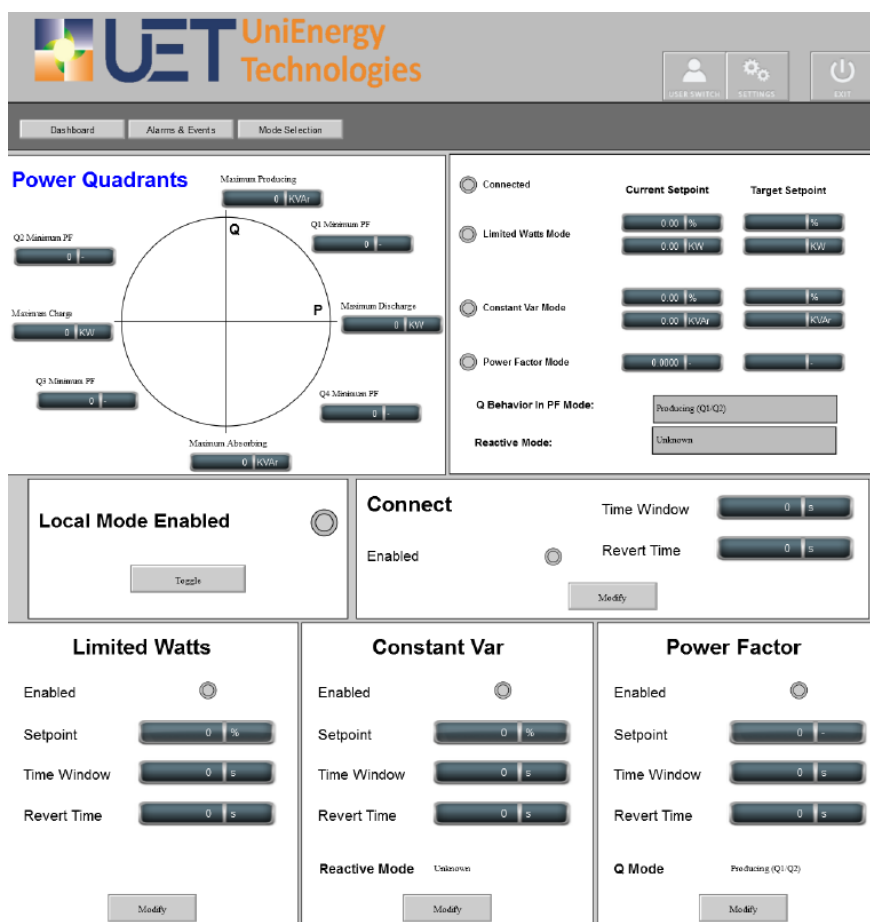 UET UniEnergy
Technologies
USER SWITCH SETTINGS EXIT
Dashboard Alarms & Events Mode Selection
Power Quadrants
Maximum Producing
0 KVAr
Q
Q1 Minimum PF
0 -
Q2 Minimum PF
0 -
P
Maximum Charge
0 KW
Maximum Discharge
0 KW
Q3 Minimum PF
0 -
Q4 Minimum PF
0 -
Maximum Absorbing
0 KVAr
Connected Current Setpoint Target Setpoint
Limited Watts Mode 0.00 % %
0.00 KW KW
Constant Var Mode 0.00 % %
0.00 KVAr KVAr
Power Factor Mode 0.0000 - -
Q Behavior in PF Mode: Producing (Q1/Q2)
Reactive Mode: Unknown
Local Mode Enabled
Toggle
Connect
Enabled
Time Window 0 s
Revert Time 0 s
Modify
Limited Watts
Enabled
Setpoint 0 %
Time Window 0 s
Revert Time 0 s
Modify
Constant Var
Enabled
Setpoint 0 %
Time Window 0 s
Revert Time 0 s
Reactive Mode Unknown
Modify
Power Factor
Enabled
Setpoint 0 -
Time Window 0 s
Revert Time 0 s
Q Mode Producing (Q1/Q2)
Modify